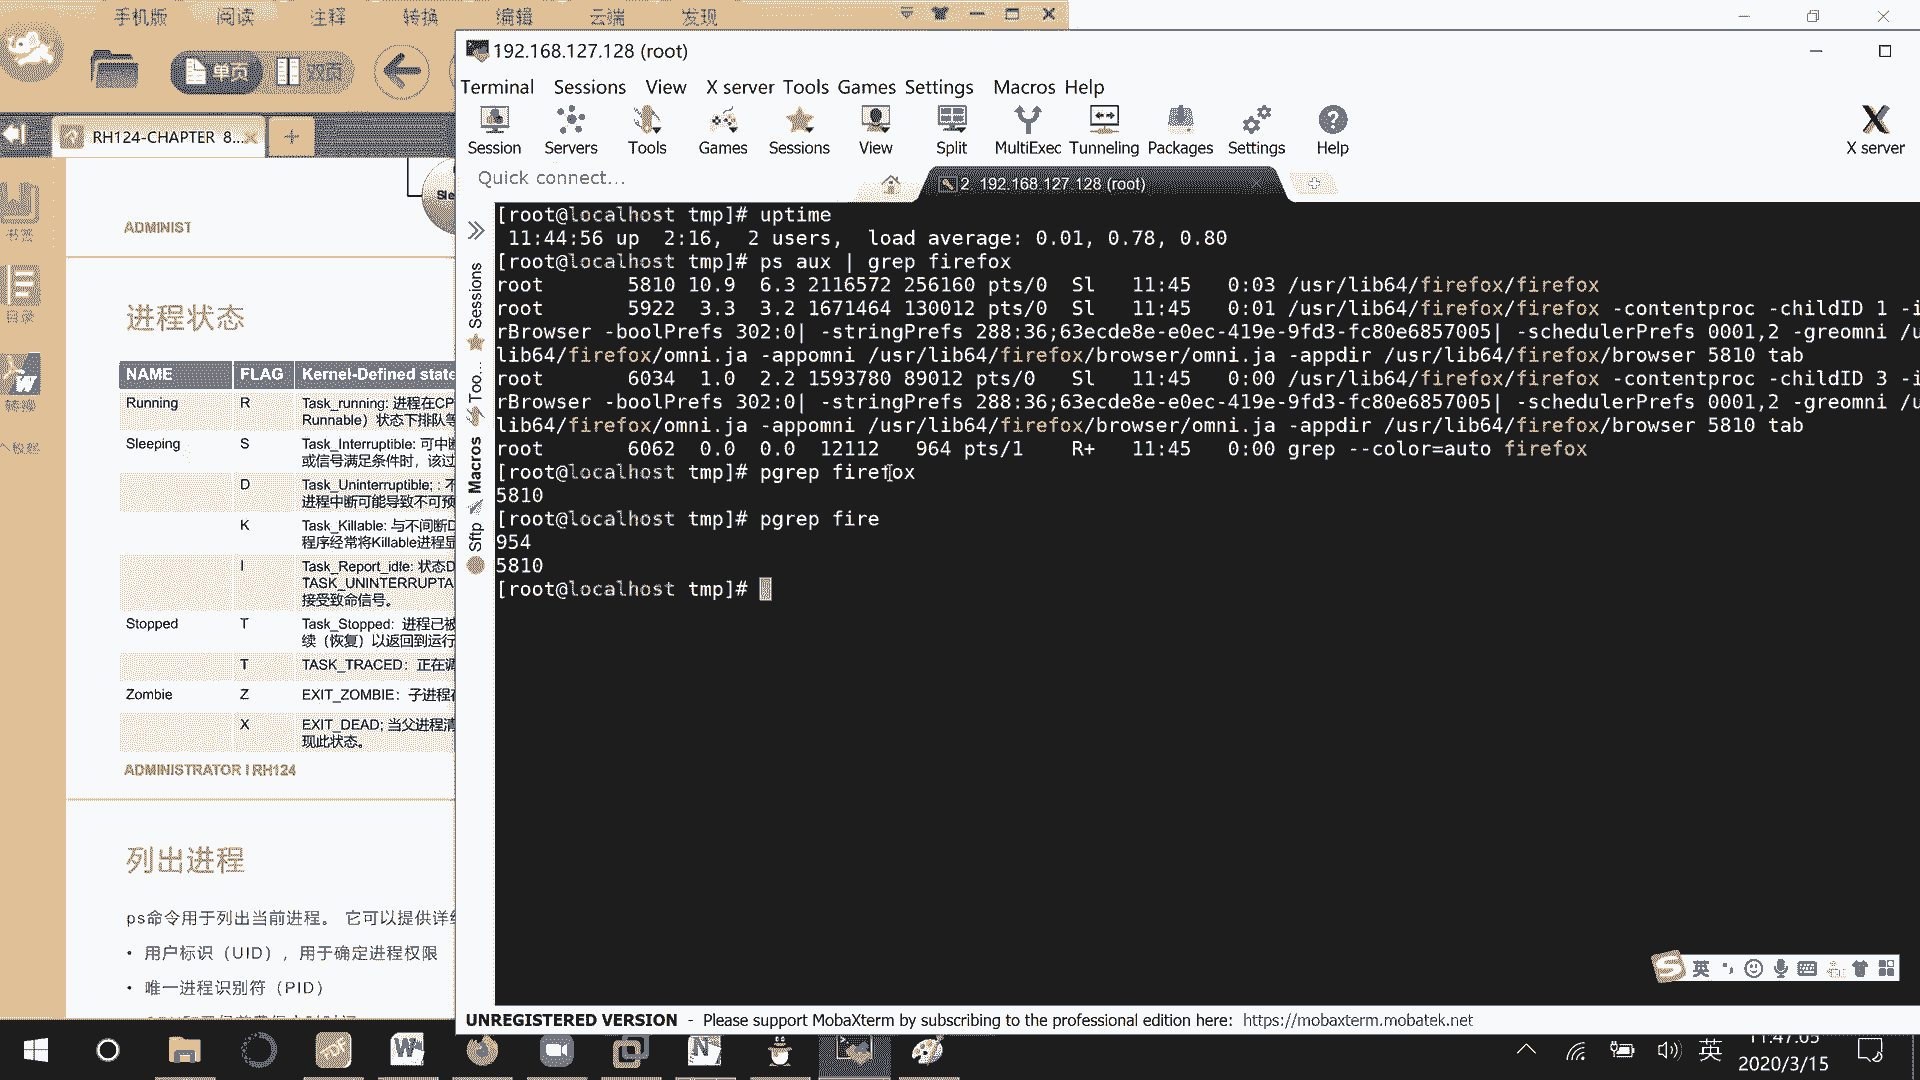 手机版 阅读 注释 转换 编辑 云端 发现
单页 双页
RH124-CHAPTER 8...
书签
目录
转换
ADMINIST
进程状态
NAME FLAG Kernel-Defined state
Running R Task_running: 进程在CP
Runnable）状态下排队等
Sleeping S Task_Interruptible: 可中断
或信号满足条件时，该过
D Task_Uninterruptible; : 不
进程中断可能导致不可预
K Task_Killable: 与不间断D
程序经常将Killable进程显
I Task_Report_idle: 状态D
TASK_UNINTERRUPTA
接受致命信号。
Stopped T Task_Stopped: 进程已被
续（恢复）以返回到运行
T TASK_TRACED：正在调
Zombie Z EXIT_ZOMBIE：子进程在
X EXIT_DEAD; 当父进程清
现此状态。
ADMINISTRATOR I RH124
列出进程
ps命令用于列出当前进程。 它可以提供详细
• 用户标识（UID），用于确定进程权限
• 唯一进程识别符（PID）
192.168.127.128 (root)
Terminal Sessions View X server Tools Games Settings Macros Help
Session Servers Tools Games Sessions View Split MultiExec Tunneling Packages Settings Help X server
Quick connect...
2. 192.168.127.128 (root)
Sessions
Too...
Macros
Sftp
[root@localhost tmp]# uptime
11:44:56 up 2:16, 2 users, load average: 0.01, 0.78, 0.80
[root@localhost tmp]# ps aux | grep firefox
root 5810 10.9 6.3 2116572 256160 pts/0 Sl 11:45 0:03 /usr/lib64/firefox/firefox
root 5922 3.3 3.2 1671464 130012 pts/0 Sl 11:45 0:01 /usr/lib64/firefox/firefox -contentproc -childID 1 -i
rBrowser -boolPrefs 302:0| -stringPrefs 288:36;63ecde8e-e0ec-419e-9fd3-fc80e6857005| -schedulerPrefs 0001,2 -greomni /u
lib64/firefox/omni.ja -appomni /usr/lib64/firefox/browser/omni.ja -appdir /usr/lib64/firefox/browser 5810 tab
root 6034 1.0 2.2 1593780 89012 pts/0 Sl 11:45 0:00 /usr/lib64/firefox/firefox -contentproc -childID 3 -i
rBrowser -boolPrefs 302:0| -stringPrefs 288:36;63ecde8e-e0ec-419e-9fd3-fc80e6857005| -schedulerPrefs 0001,2 -greomni /u
lib64/firefox/omni.ja -appomni /usr/lib64/firefox/browser/omni.ja -appdir /usr/lib64/firefox/browser 5810 tab
root 6062 0.0 0.0 12112 964 pts/1 R+ 11:45 0:00 grep --color=auto firefox
[root@localhost tmp]# pgrep firefox
5810
[root@localhost tmp]# pgrep fire
954
5810
[root@localhost tmp]#
英
UNREGISTERED VERSION - Please support MobaXterm by subscribing to the professional edition here: https://mobaxterm.mobatek.net
英 11:47:05
2020/3/15